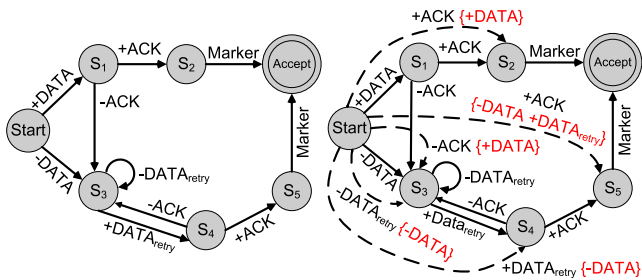 +DATA
S1
+ACK
S2
Marker
Accept
-ACK
Start
-DATA
S3
-DATAretry
-ACK
S4
+DATAretry
+ACK
S5
Marker
+ACK {+DATA}
S1
+ACK
S2
Marker
Accept
+DATA
-ACK
+ACK
{-DATA +DATAretry}
Marker
Start
-ACK {+DATA}
-DATA
S3
-DATAretry
S5
-ACK
+Dataretry
S4
+ACK
-DATAretry {-DATA}
+DATAretry {-DATA}